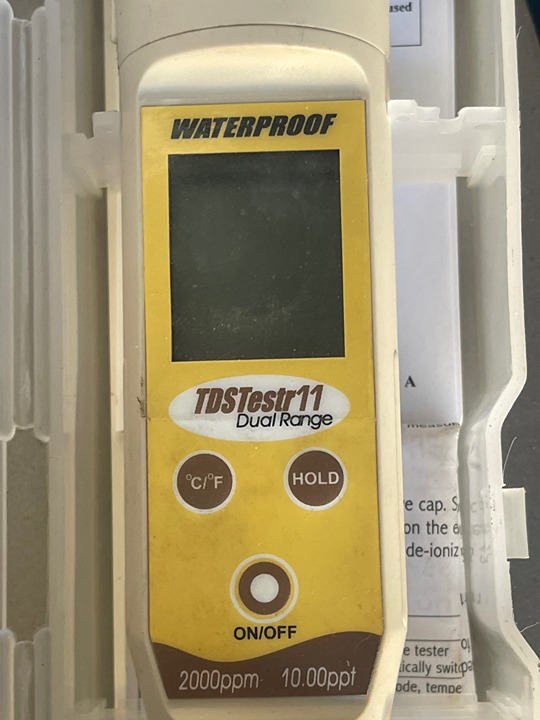 used
WATERPROOF
A
TDSTestr11
Dual Range
°C/°F
HOLD
e cap. S
on the
de-ioniz
ON/OFF
e tester
ically switc
ode, tempe
2000ppm 10.00ppt